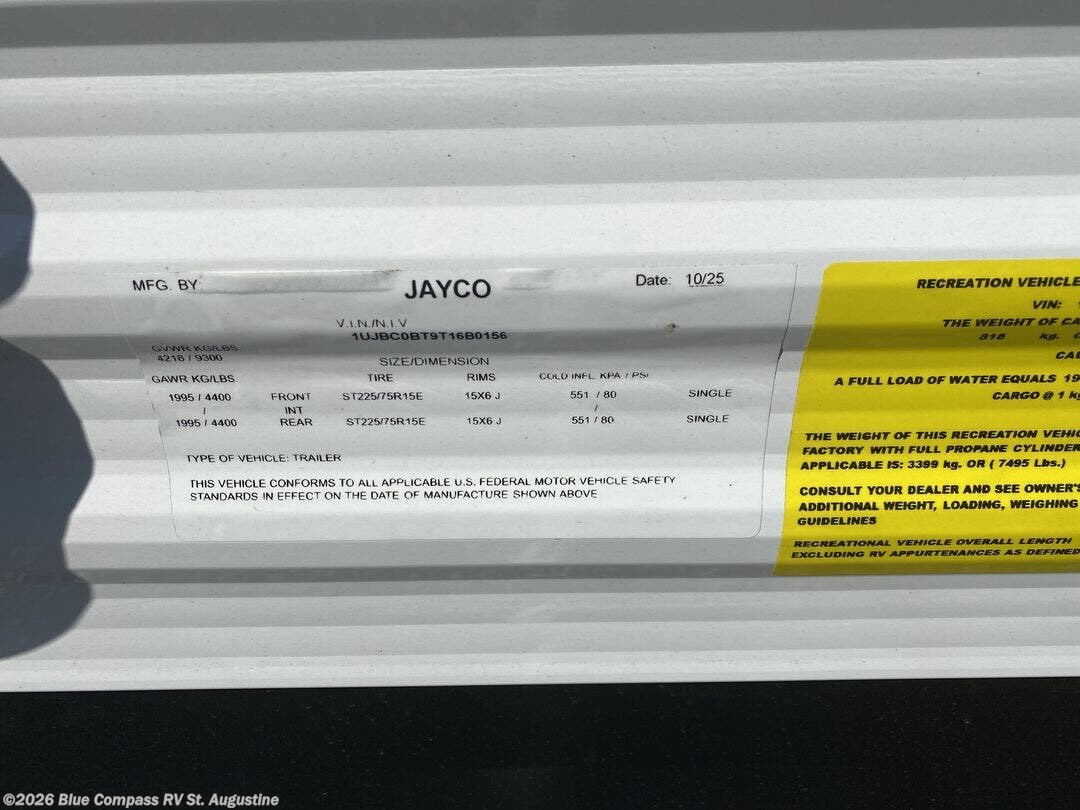 MFG. BY JAYCO Date: 10/25
V.I.N./N.I.V
1UJBC0BT9T16B0156
GVWR KG/LBS
4218 / 9300
SIZE/DIMENSION
GAWR KG/LBS TIRE RIMS COLD INFL. KPA / PSI
1995 / 4400 FRONT ST225/75R15E 15X6 J 551 / 80 SINGLE
/ INT /
1995 / 4400 REAR ST225/75R15E 15X6 J 551 / 80 SINGLE
TYPE OF VEHICLE: TRAILER
THIS VEHICLE CONFORMS TO ALL APPLICABLE U.S. FEDERAL MOTOR VEHICLE SAFETY
STANDARDS IN EFFECT ON THE DATE OF MANUFACTURE SHOWN ABOVE
RECREATION VEHICLE
VIN:
THE WEIGHT OF CA
818 kg.
CA
A FULL LOAD OF WATER EQUALS 19
CARGO @ 1 kg
THE WEIGHT OF THIS RECREATION VEHIC
FACTORY WITH FULL PROPANE CYLINDER
APPLICABLE IS: 3399 kg. OR ( 7495 Lbs.)
CONSULT YOUR DEALER AND SEE OWNER'S
ADDITIONAL WEIGHT, LOADING, WEIGHING
GUIDELINES
RECREATIONAL VEHICLE OVERALL LENGTH
EXCLUDING RV APPURTENANCES AS DEFINED
©2026 Blue Compass RV St. Augustine